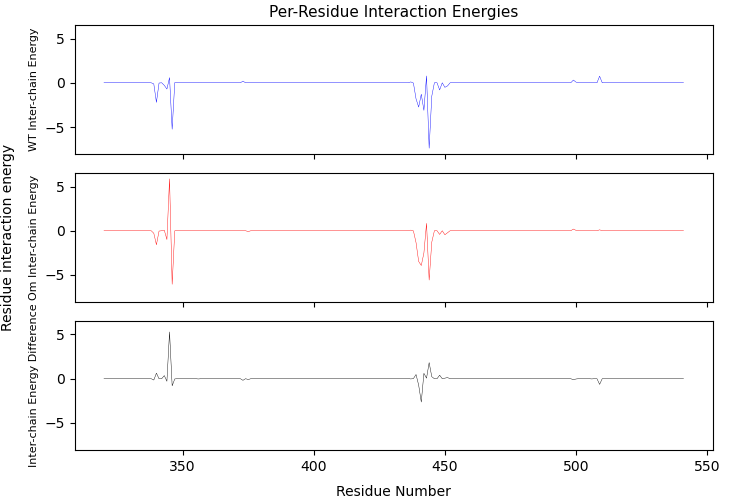 Per-Residue Interaction Energies
Residue interaction energy
WT Inter-chain Energy
5
0
−5
Om Inter-chain Energy
5
0
−5
Inter-chain Energy Difference
5
0
−5
350
400
450
500
550
Residue Number